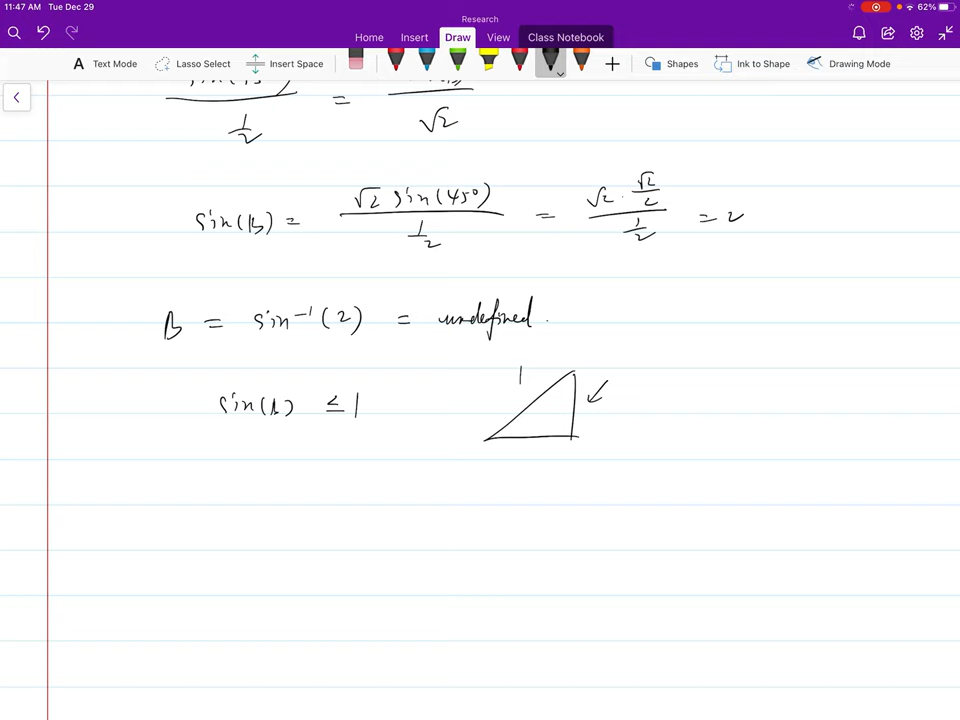 11:47 AM Tue Dec 29
62%
Research
Home Insert Draw View Class Notebook
Text Mode Lasso Select Insert Space Shapes Ink to Shape Drawing Mode
=
1/2 √2
sin(B) = √2 sin(45°) / 1/2 = √2 · √2/2 / 1/2 = 2
B = sin⁻¹(2) = undefined.
sin(B) ≤ 1
1